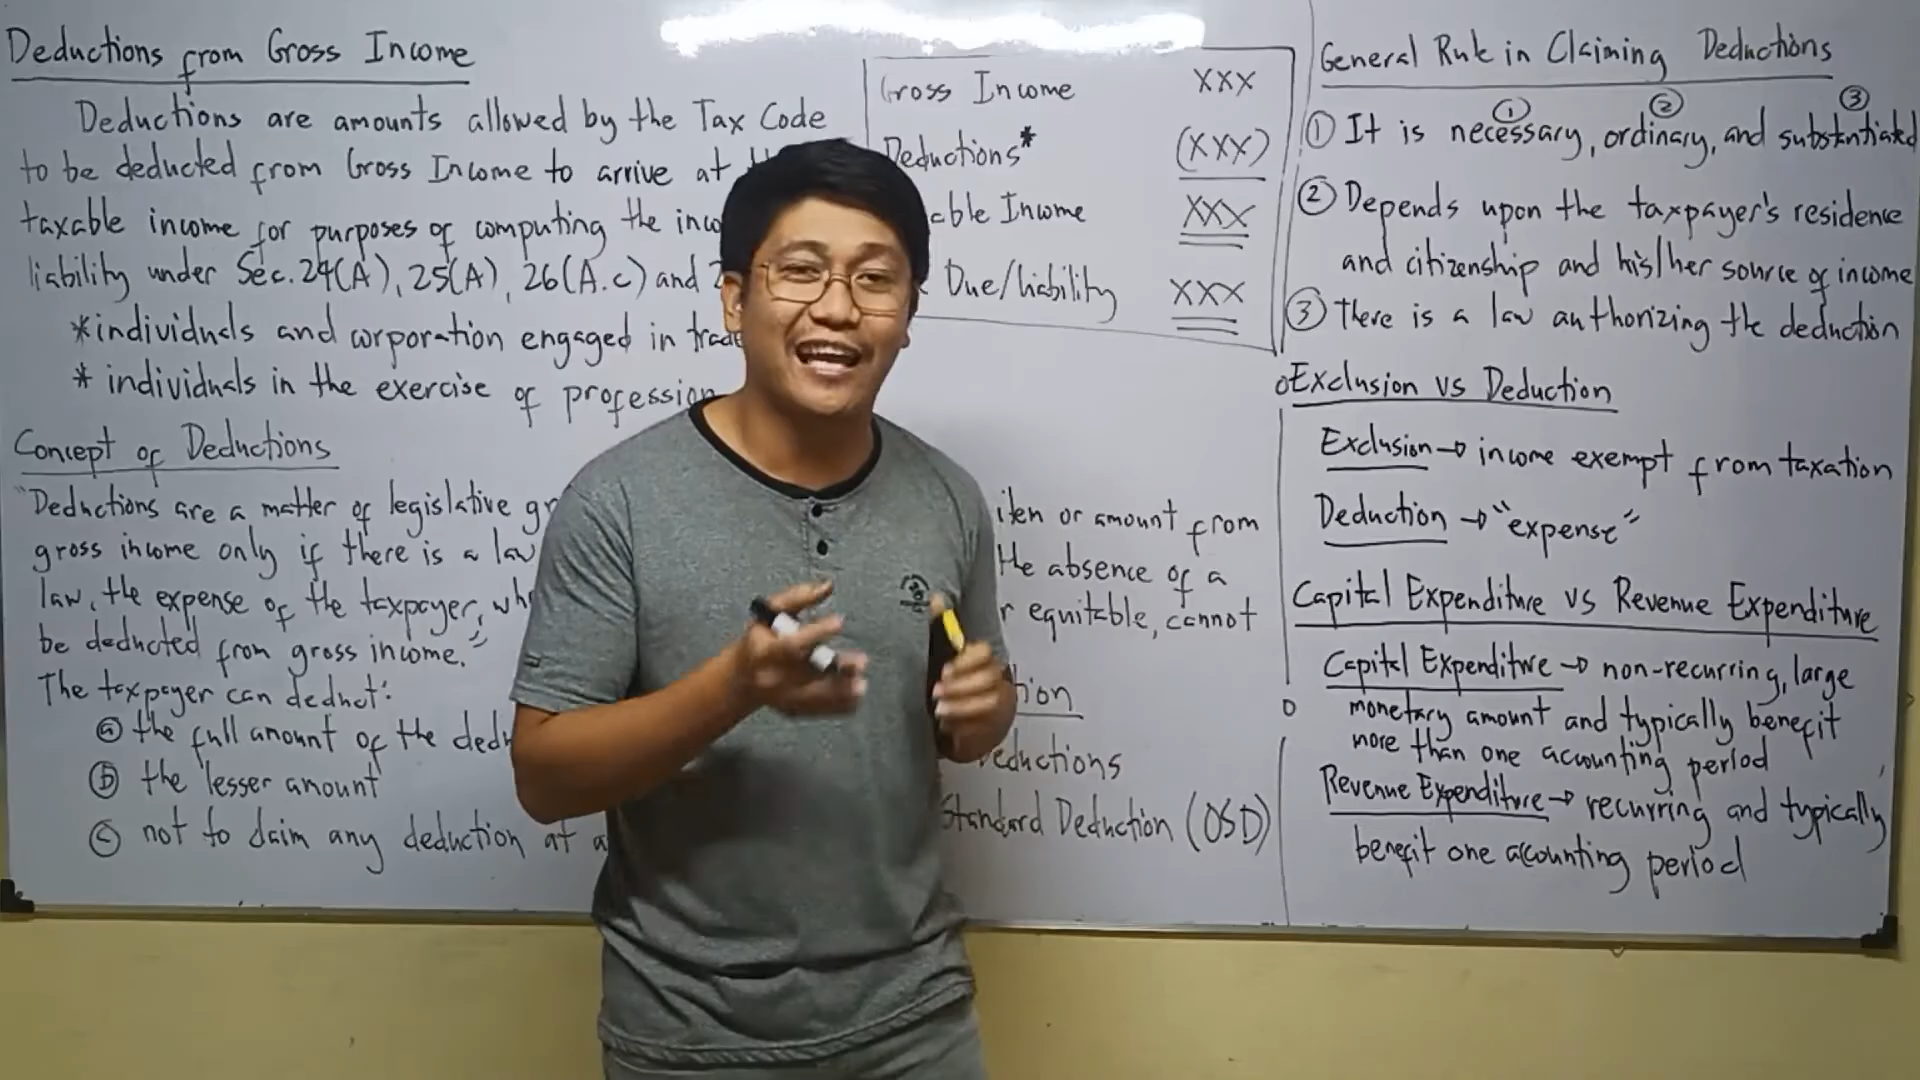 Deductions from Gross Income
Deductions are amounts allowed by the Tax Code
to be deducted from Gross Income to arrive at
taxable income for purposes of computing the
liability under Sec. 24(A), 25(A), 26(A.C) and
*individuals and corporation engaged in
* individuals in the exercise of profession
Concept of Deductions
"Deductions are a matter of legislative
gross income only if there is a law
law, the expense of the taxpayer,
be deducted from gross income."
The taxpayer can deduct:
ⓐ the full amount of the
ⓑ the lesser amount
ⓒ not to claim any deduction at
Gross Income XXX
Deductions* (XXX)
Income XXX
Due/liability XXX
item or amount from
the absence of a
equitable, cannot
Standard Deduction (OSD)
General Rule in Claiming Deductions
① ② ③
① It is necessary, ordinary, and substantiated
② Depends upon the taxpayer's residence
and citizenship and his/her source of income
③ There is a law authorizing the deduction
Exclusion vs Deduction
Exclusion → income exempt from taxation
Deduction → "expense"
Capital Expenditure vs Revenue Expenditure
Capital Expenditure → non-recurring, large
monetary amount and typically benefit
more than one accounting period
Revenue Expenditure → recurring and typically
benefit one accounting period